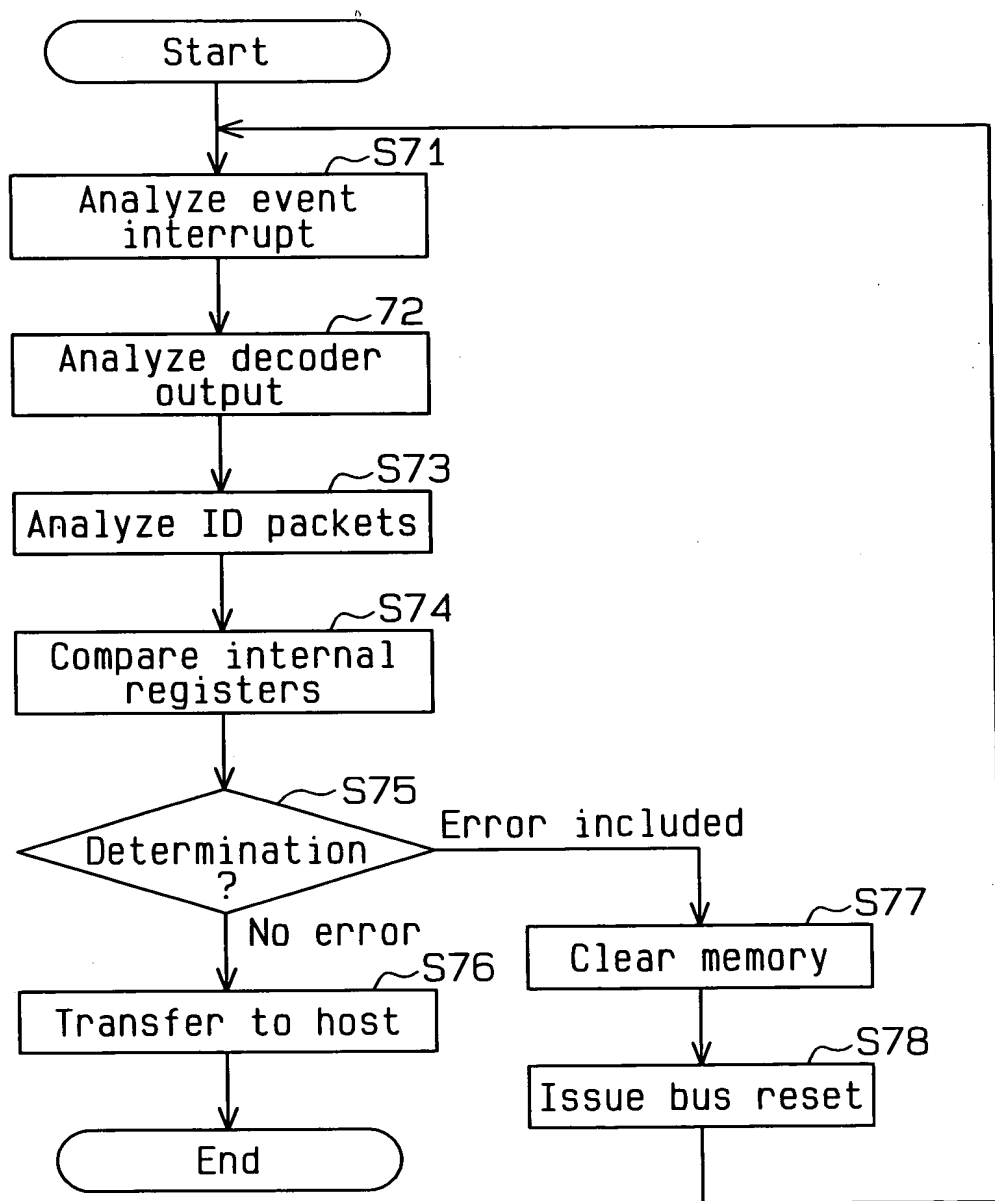 Start
S71
Analyze event
interrupt
72
Analyze decoder
output
S73
Analyze ID packets
S74
Compare internal
registers
S75
Determination
?
Error included
No error
S76
Transfer to host
End
S77
Clear memory
S78
Issue bus reset